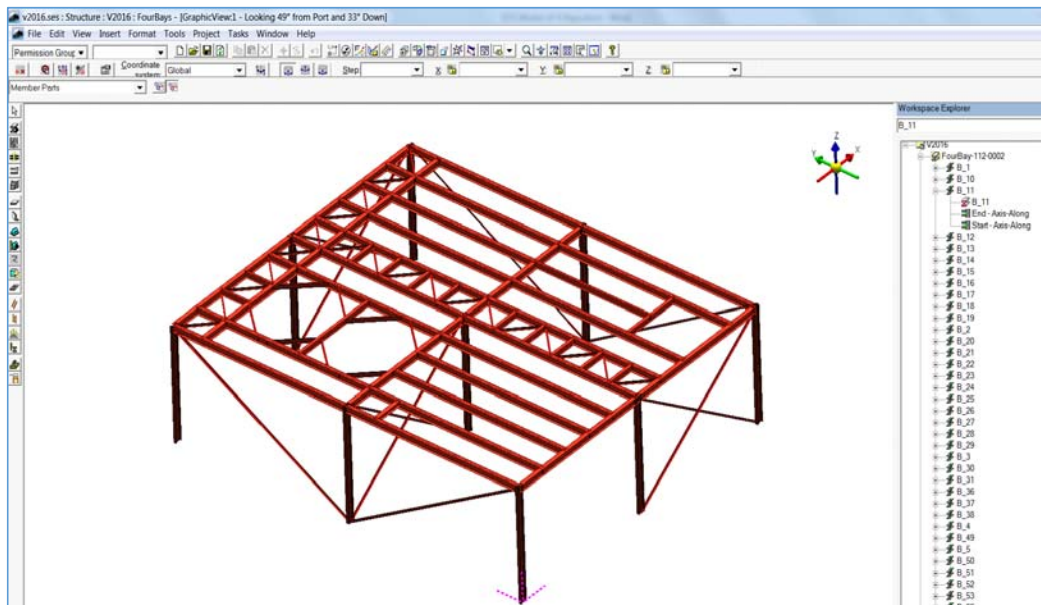 v2016.ses : Structure : V2016 : FourBays - [GraphicView:1 - Looking 49° from Port and 33° Down]
File Edit View Insert Format Tools Project Tasks Window Help
Permission Group
Coordinate system: Global Step X Y Z
Member Parts
Workspace Explorer
B_11
V2016
FourBay-112-0002
B_1
B_10
B_11
B_11
End - Axis-Along
Start - Axis-Along
B_12
B_13
B_14
B_15
B_16
B_17
B_18
B_19
B_2
B_20
B_21
B_22
B_23
B_24
B_25
B_26
B_27
B_28
B_29
B_3
B_30
B_31
B_36
B_37
B_38
B_4
B_49
B_5
B_50
B_51
B_52
B_53
Z
Y
X